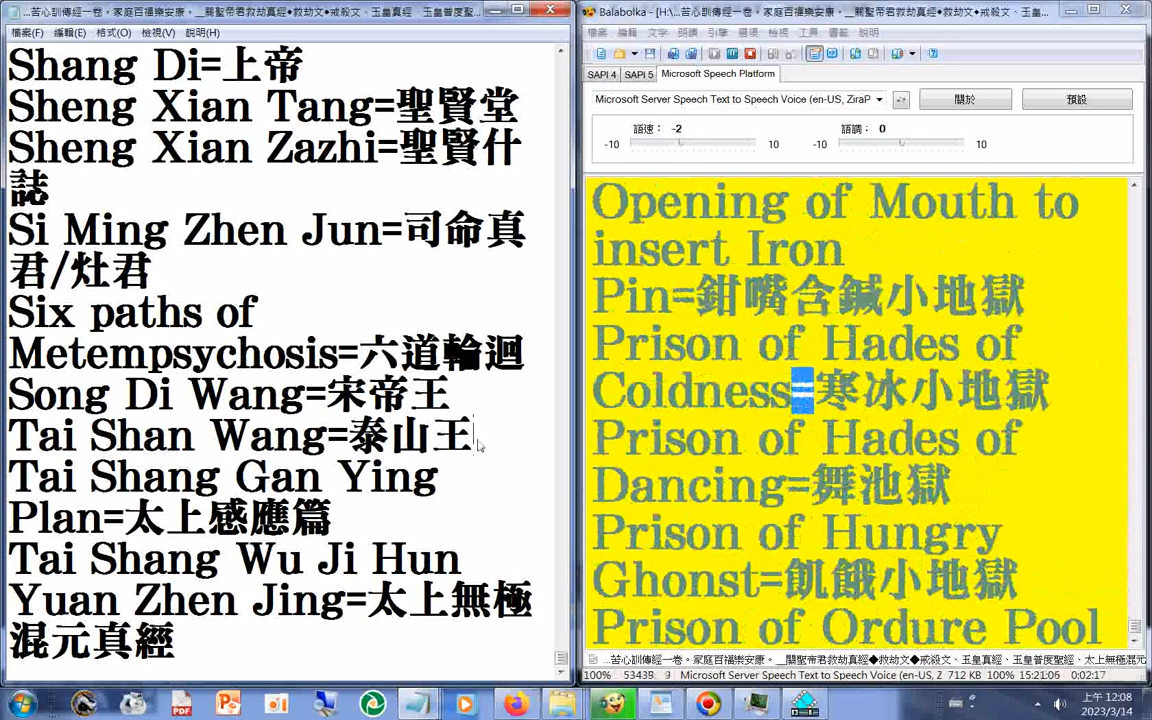 ...苦心訓傳經一卷，家庭百福樂安康，__關聖帝君救劫真經◆救劫文◆戒殺文、玉皇真經　玉皇普度聖經...
檔案(F)　編輯(E)　格式(O)　檢視(V)　說明(H)
Shang Di=上帝
Sheng Xian Tang=聖賢堂
Sheng Xian Zazhi=聖賢什
誌
Si Ming Zhen Jun=司命真
君/灶君
Six paths of
Metempsychosis=六道輪迴
Song Di Wang=宋帝王
Tai Shan Wang=泰山王
Tai Shang Gan Ying
Plan=太上感應篇
Tai Shang Wu Ji Hun
Yuan Zhen Jing=太上無極
混元真經
Balabolka - [H:\...苦心訓傳經一卷，家庭百福樂安康，__關聖帝君救劫真經◆救劫文◆戒殺文、玉皇真經、玉...
檔案　編輯　文字　朗讀　引擎　選項　檢視　工具　書籤　說明
SAPI 4　SAPI 5　Microsoft Speech Platform
Microsoft Server Speech Text to Speech Voice (en-US, ZiraP　關於　預設
語速： -2　語調： 0
-10　10　-10　10
Opening of Mouth to
insert Iron
Pin=鉗嘴含鍼小地獄
Prison of Hades of
Coldness=寒冰小地獄
Prison of Hades of
Dancing=舞池獄
Prison of Hungry
Ghonst=飢餓小地獄
Prison of Ordure Pool
...苦心訓傳經一卷。家庭百福樂安康。__關聖帝君救劫真經◆救劫文◆戒殺文、玉皇真經、玉皇普度聖經、太上無極混元
100%　53439:　9　Microsoft Server Speech Text to Speech Voice (en-US, Z　712 KB　15:21:06　0:02:17
上午 12:08
2023/3/14